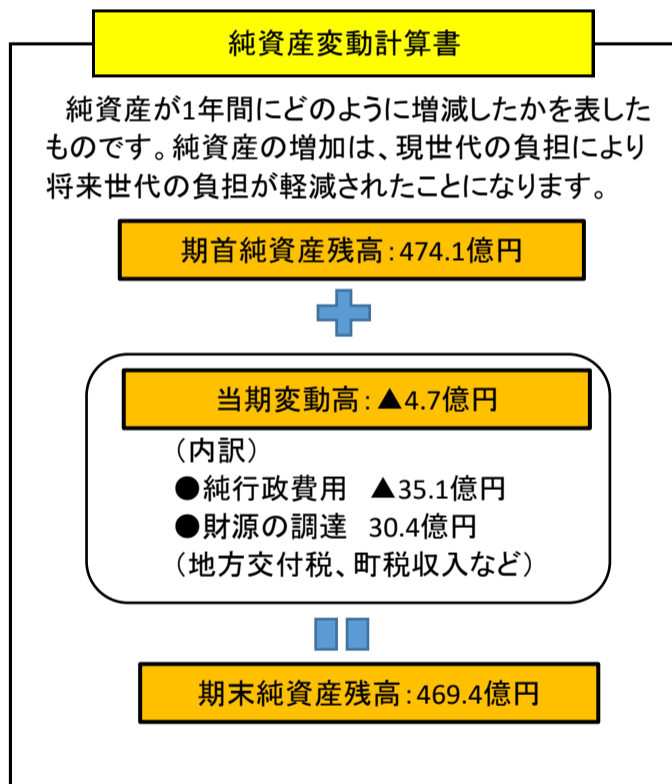 純資産変動計算書
純資産が1年間にどのように増減したかを表した
ものです。純資産の増加は、現世代の負担により
将来世代の負担が軽減されたことになります。
期首純資産残高：474.1億円
当期変動高：▲4.7億円
（内訳）
●純行政費用　▲35.1億円
●財源の調達　30.4億円
（地方交付税、町税収入など）
期末純資産残高：469.4億円